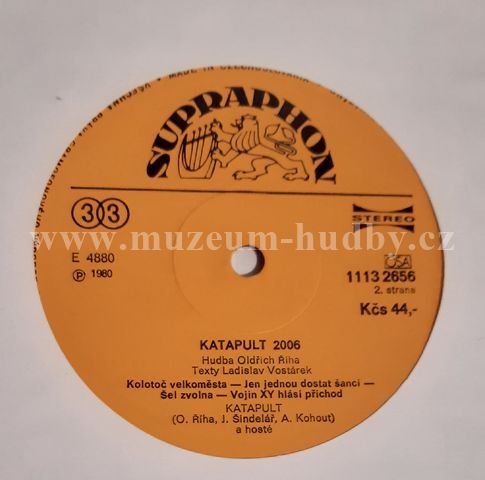 MADE IN CZECHOSLOVAKIA
SUPRAPHON
33
STEREO
www.muzeum-hudby.cz
E 4880
OSA
℗ 1980
1113 2656
2. strana
Kčs 44,-
KATAPULT 2006
Hudba Oldřich Říha
Texty Ladislav Vostárek
Kolotoč velkoměsta — Jen jednou dostat šanci —
Šel zvolna — Vojín XY hlásí příchod
KATAPULT
(O. Říha, J. Šindelář, A. Kohout)
a hosté